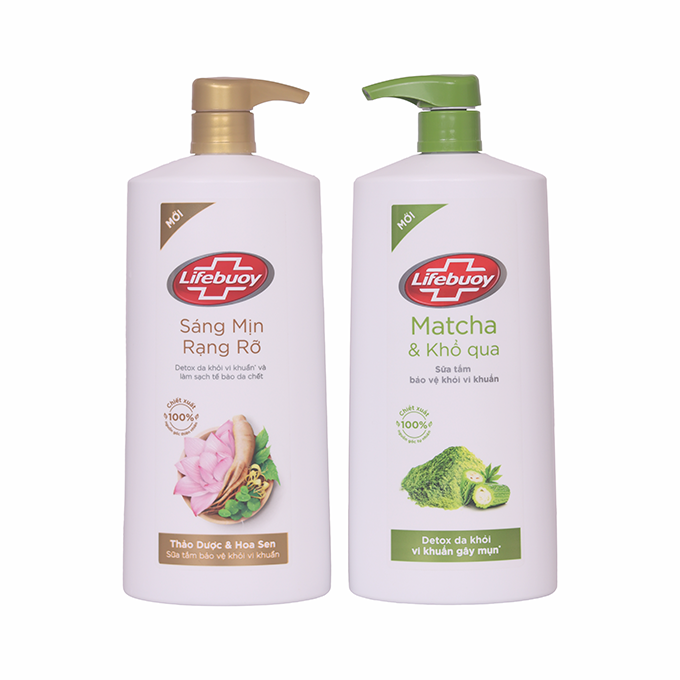 MỚI
Lifebuoy
Sáng Mịn
Rạng Rỡ
Detox da khỏi vi khuẩn* và
làm sạch tế bào da chết
Chiết xuất
100%
Thảo Dược & Hoa Sen
Sữa tắm bảo vệ khỏi vi khuẩn
MỚI
Lifebuoy
Matcha
& Khổ qua
Sữa tắm
bảo vệ khỏi vi khuẩn
Chiết xuất
100%
Detox da khỏi
vi khuẩn gây mụn*